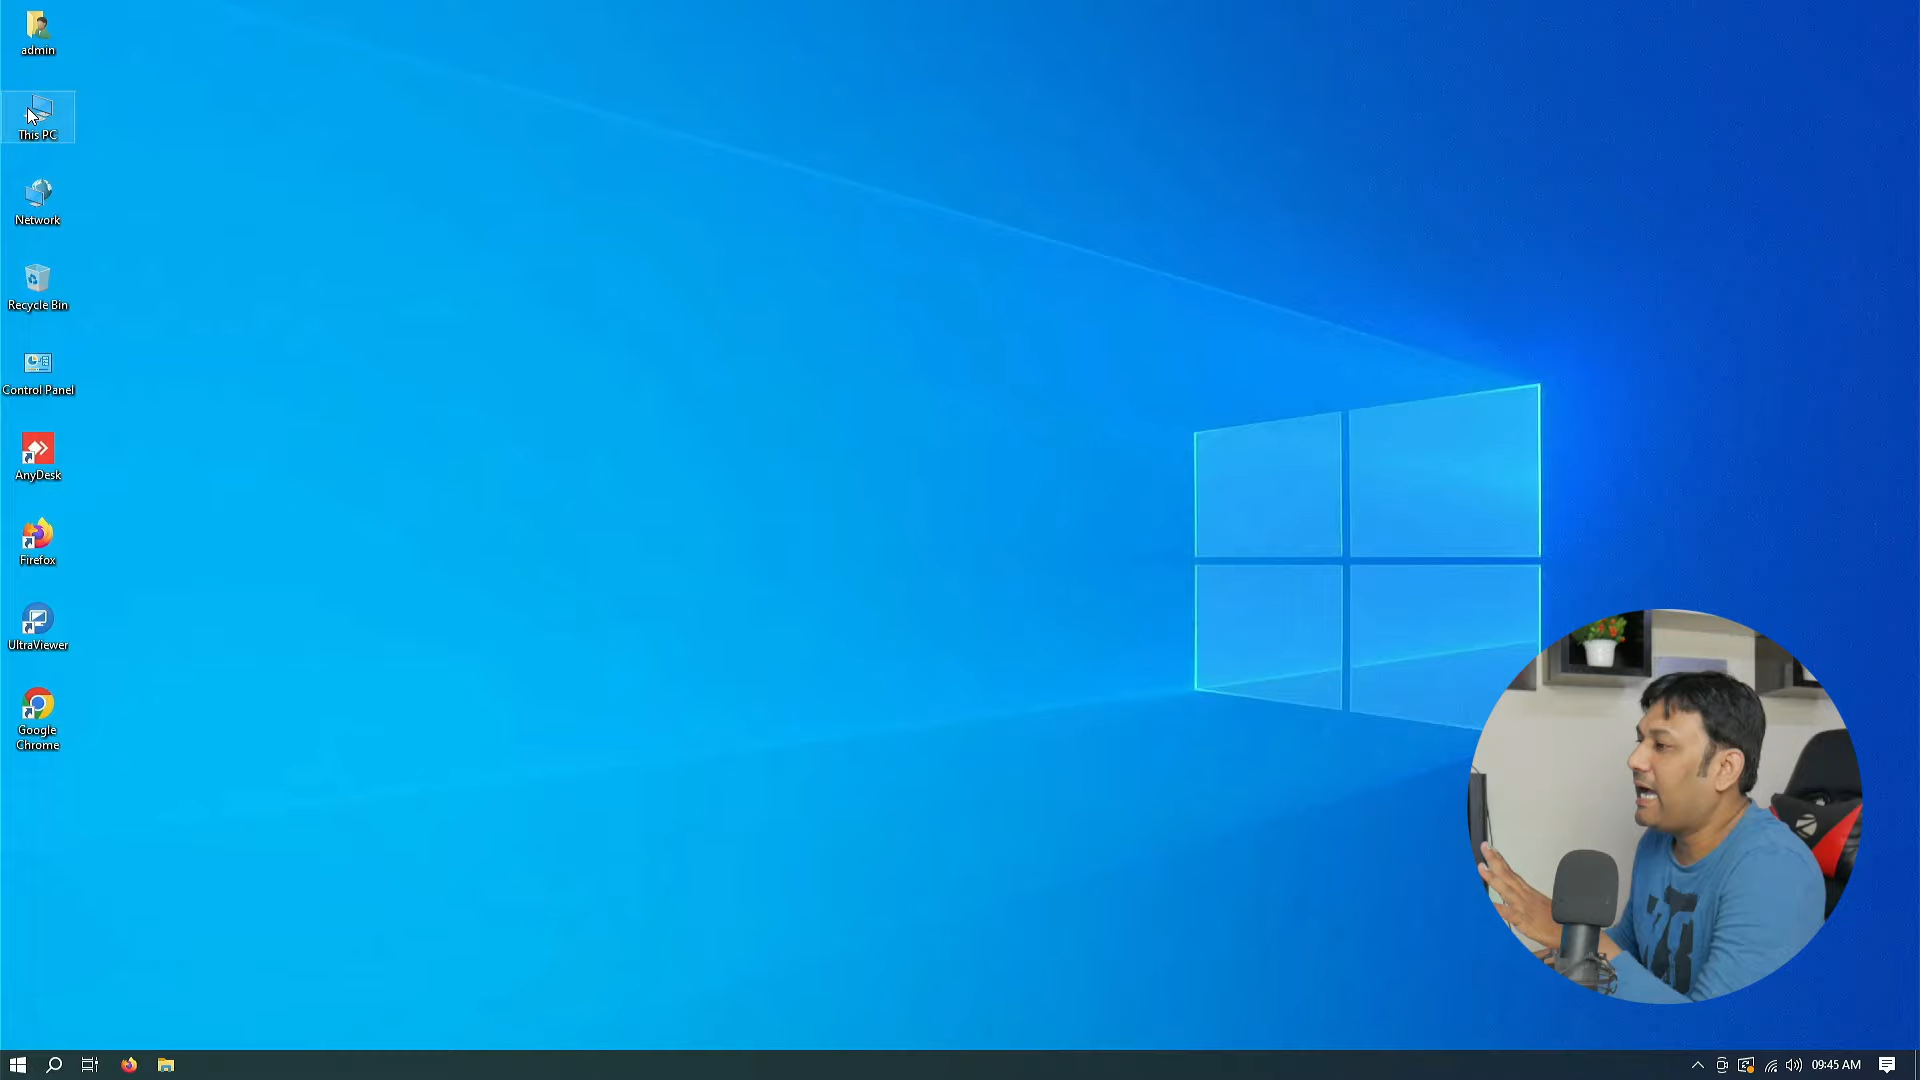 admin
This PC
Network
Recycle Bin
Control Panel
AnyDesk
Firefox
UltraViewer
Google
Chrome
09:45 AM